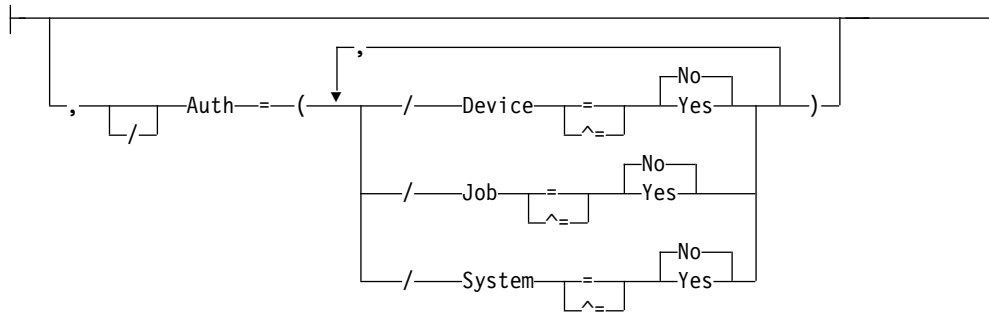 ,
No
, / Auth = ( / Device = ^= Yes )
No
/ Job = ^= Yes
No
/ System = ^= Yes